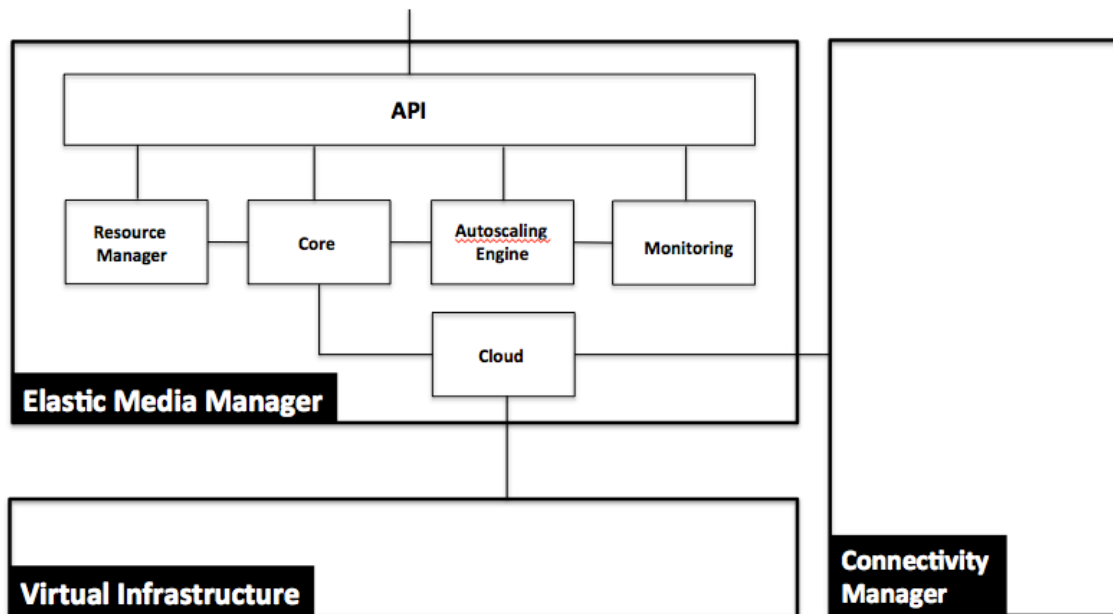 API
Resource
Manager
Core
Autoscaling
Engine
Monitoring
Cloud
Elastic Media Manager
Virtual Infrastructure
Connectivity
Manager